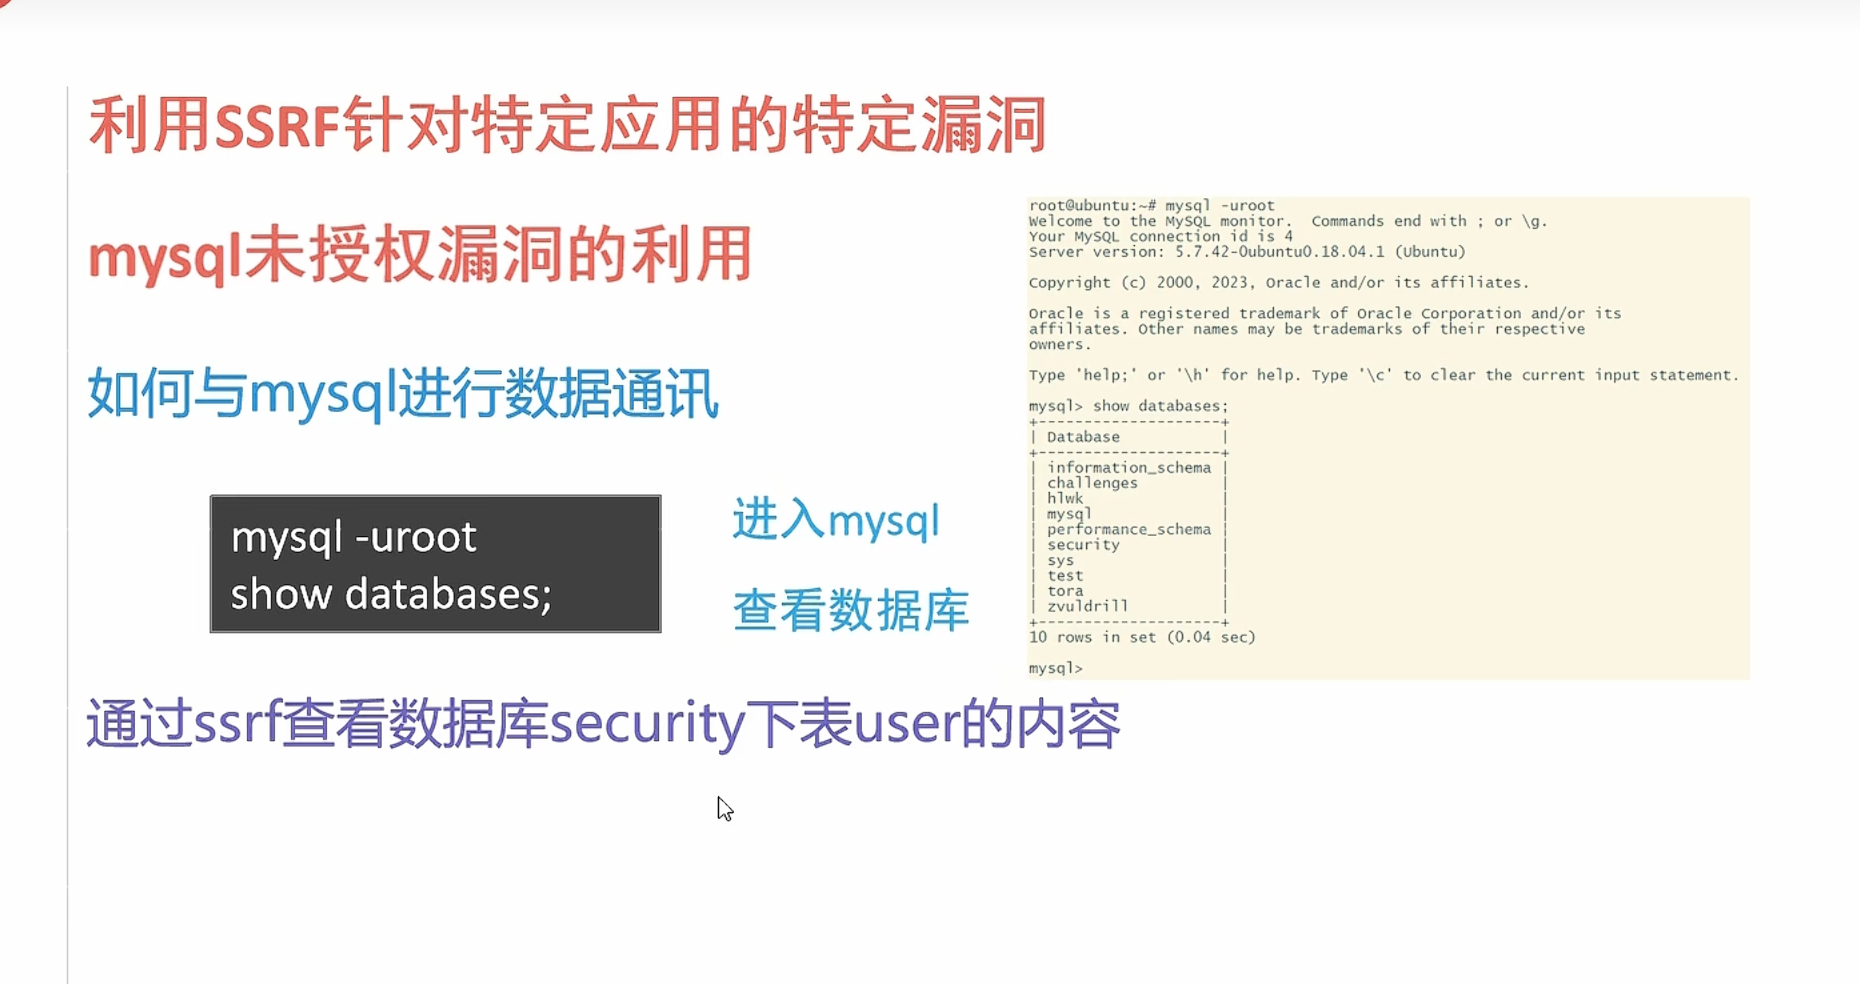 利用SSRF针对特定应用的特定漏洞
mysql未授权漏洞的利用
如何与mysql进行数据通讯
mysql -uroot
show databases;
进入mysql
查看数据库
通过ssrf查看数据库security下表user的内容
root@ubuntu:~# mysql -uroot
Welcome to the MySQL monitor.  Commands end with ; or \g.
Your MySQL connection id is 4
Server version: 5.7.42-0ubuntu0.18.04.1 (Ubuntu)
Copyright (c) 2000, 2023, Oracle and/or its affiliates.
Oracle is a registered trademark of Oracle Corporation and/or its
affiliates. Other names may be trademarks of their respective
owners.
Type 'help;' or '\h' for help. Type '\c' to clear the current input statement.
mysql> show databases;
+--------------------+
| Database           |
+--------------------+
| information_schema |
| challenges         |
| hlwk               |
| mysql              |
| performance_schema |
| security           |
| sys                |
| test               |
| tora               |
| zvuldrill          |
+--------------------+
10 rows in set (0.04 sec)
mysql>